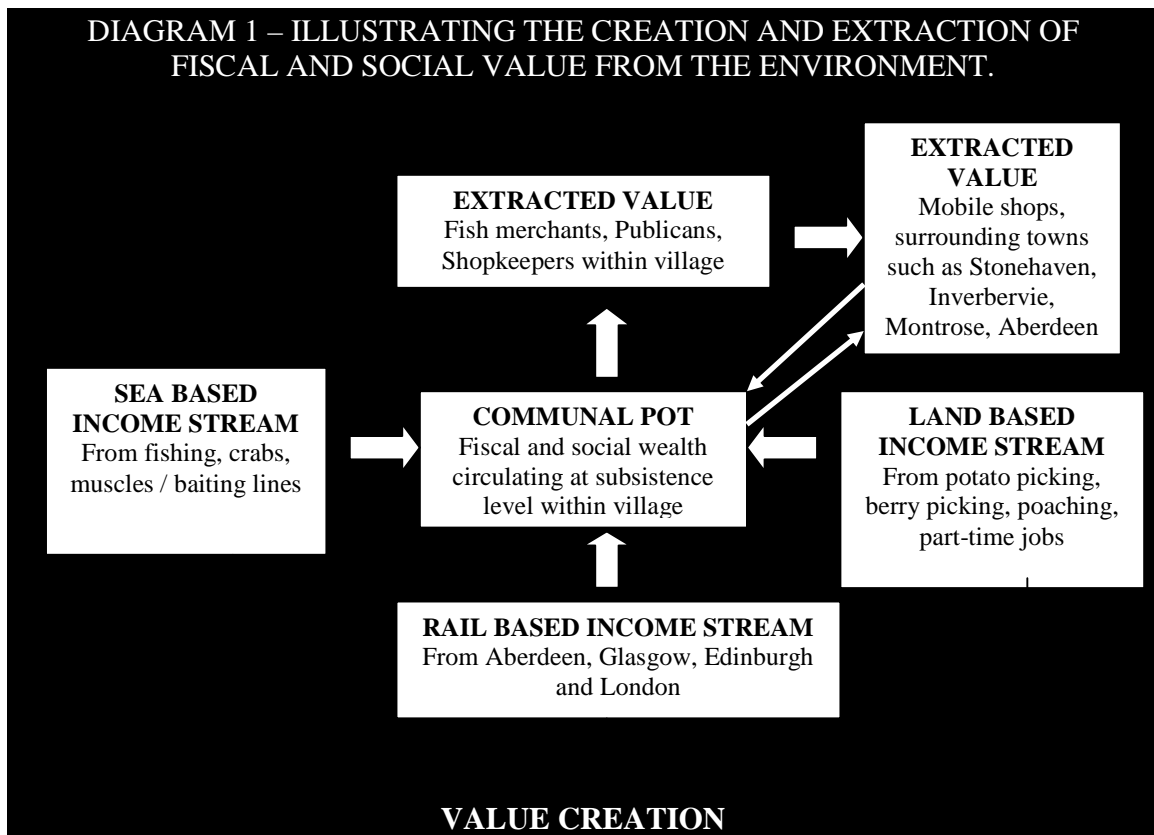 DIAGRAM 1 – ILLUSTRATING THE CREATION AND EXTRACTION OF
FISCAL AND SOCIAL VALUE FROM THE ENVIRONMENT.
EXTRACTED VALUE
Fish merchants, Publicans,
Shopkeepers within village
EXTRACTED
VALUE
Mobile shops,
surrounding towns
such as Stonehaven,
Inverbervie,
Montrose, Aberdeen
SEA BASED
INCOME STREAM
From fishing, crabs,
muscles / baiting lines
COMMUNAL POT
Fiscal and social wealth
circulating at subsistence
level within village
LAND BASED
INCOME STREAM
From potato picking,
berry picking, poaching,
part-time jobs
RAIL BASED INCOME STREAM
From Aberdeen, Glasgow, Edinburgh
and London
VALUE CREATION